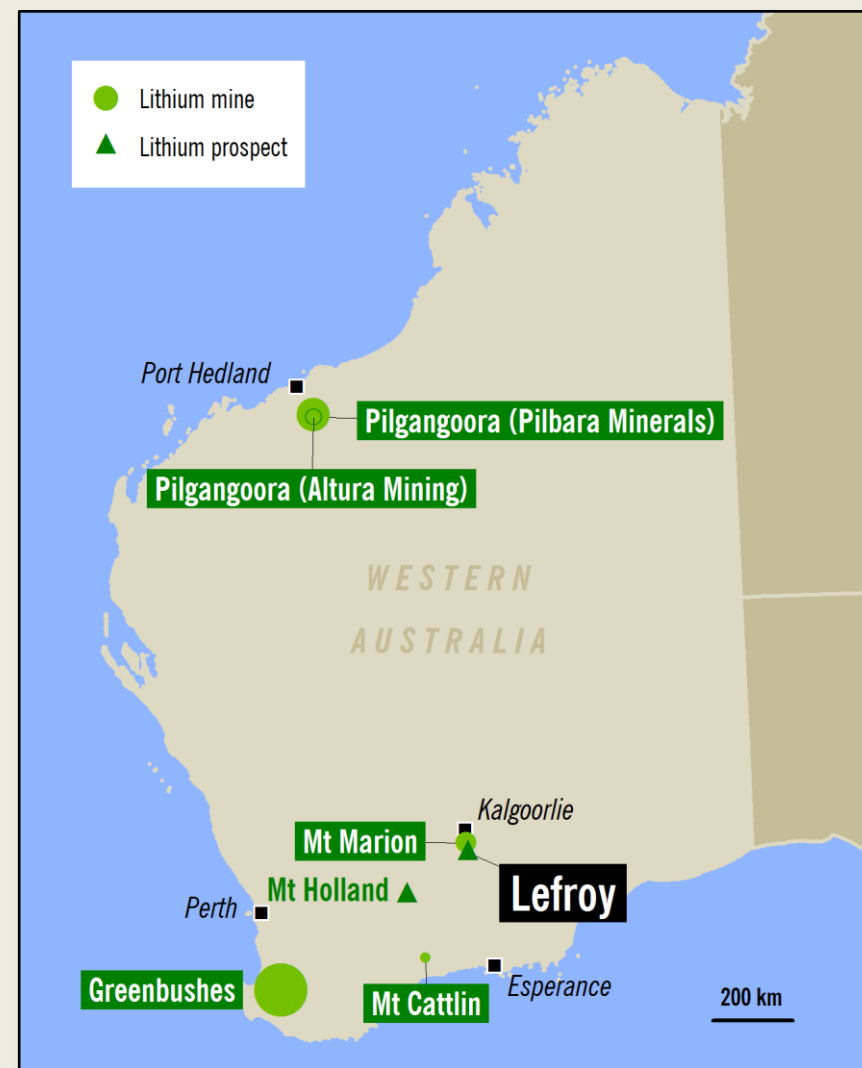 Lithium mine
Lithium prospect
Port Hedland
Pilgangoora (Pilbara Minerals)
Pilgangoora (Altura Mining)
WESTERN
AUSTRALIA
Kalgoorlie
Mt Marion
Lefroy
Mt Holland
Perth
Greenbushes
Mt Cattlin
Esperance
200 km